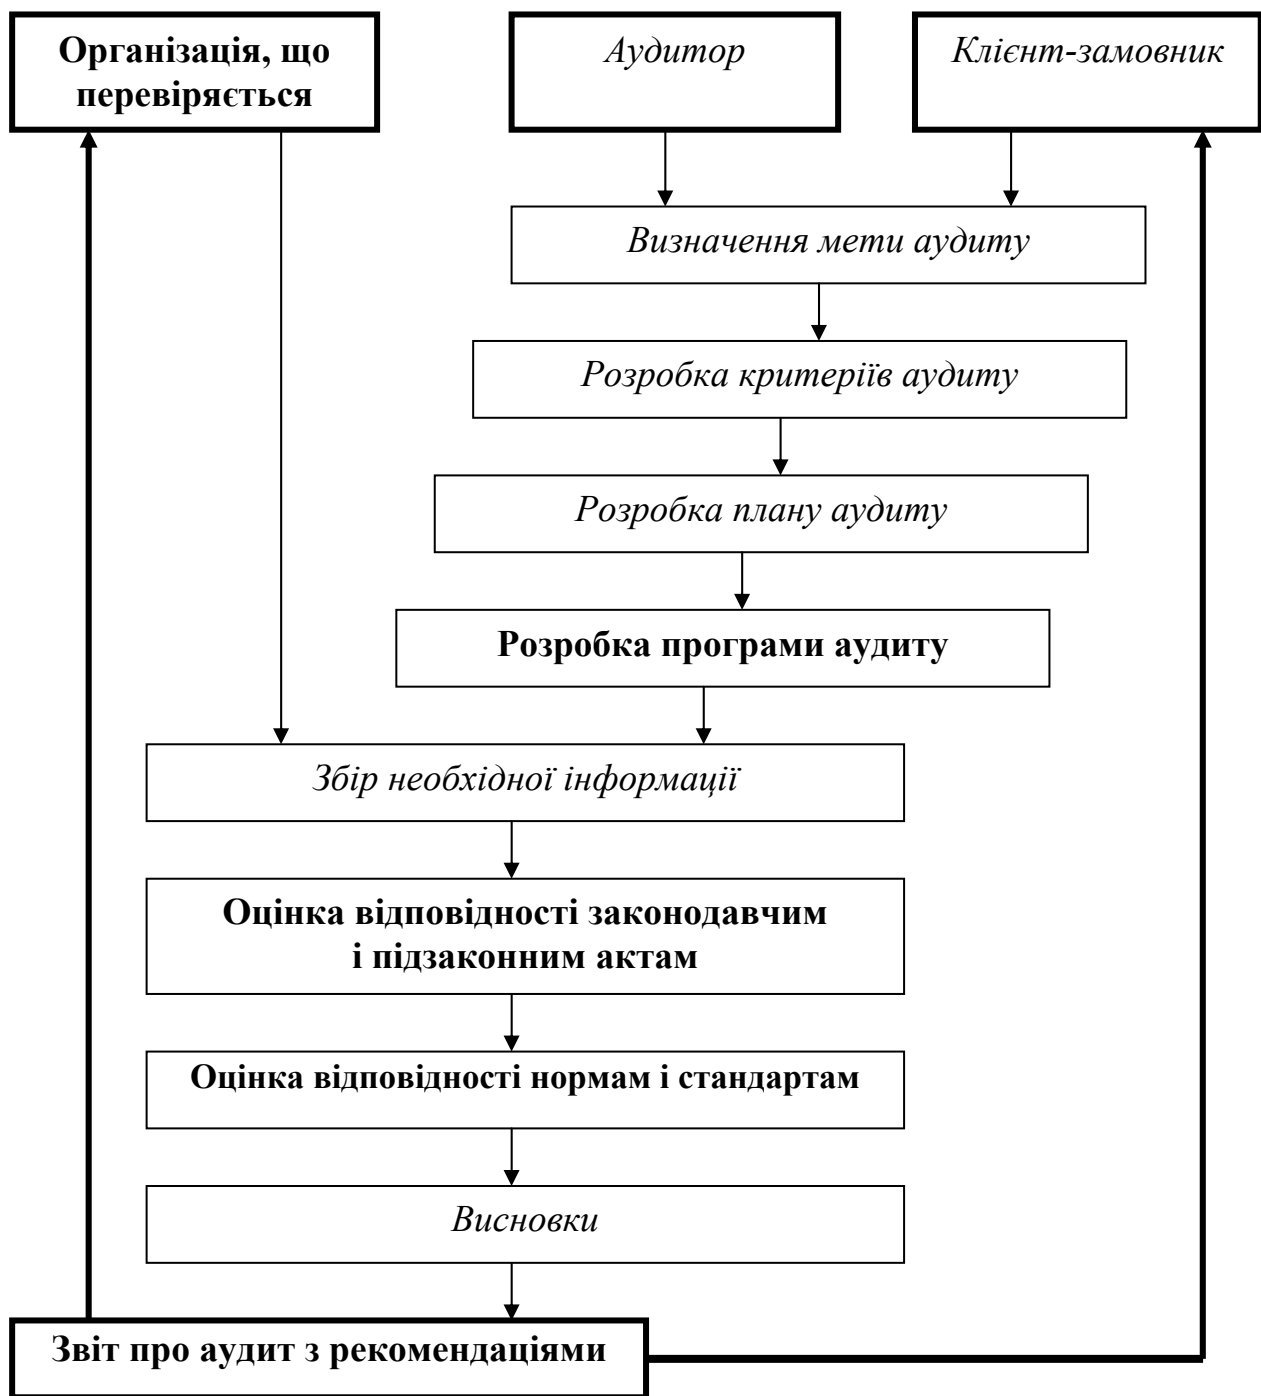 Організація, що
перевіряється
Аудитор
Клієнт-замовник
Визначення мети аудиту
Розробка критеріїв аудиту
Розробка плану аудиту
Розробка програми аудиту
Збір необхідної інформації
Оцінка відповідності законодавчим
і підзаконним актам
Оцінка відповідності нормам і стандартам
Висновки
Звіт про аудит з рекомендаціями